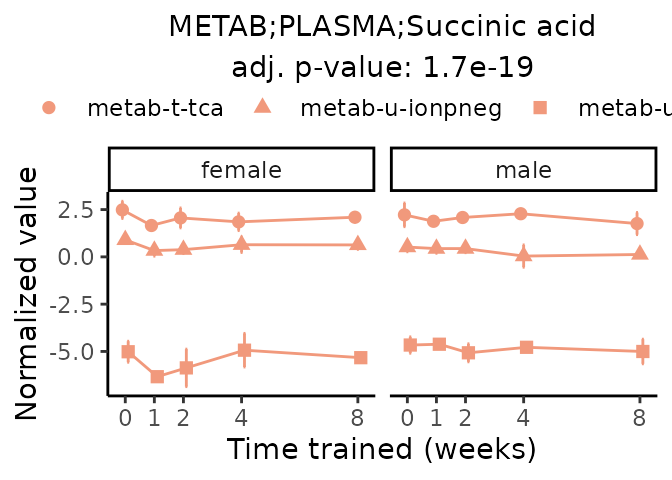 METAB;PLASMA;Succinic acid
adj. p-value: 1.7e-19
metab-t-tca metab-u-ionpneg metab-u
female male
Normalized value
2.5
0.0
-2.5
-5.0
0 1 2 4 8 0 1 2 4 8
Time trained (weeks)